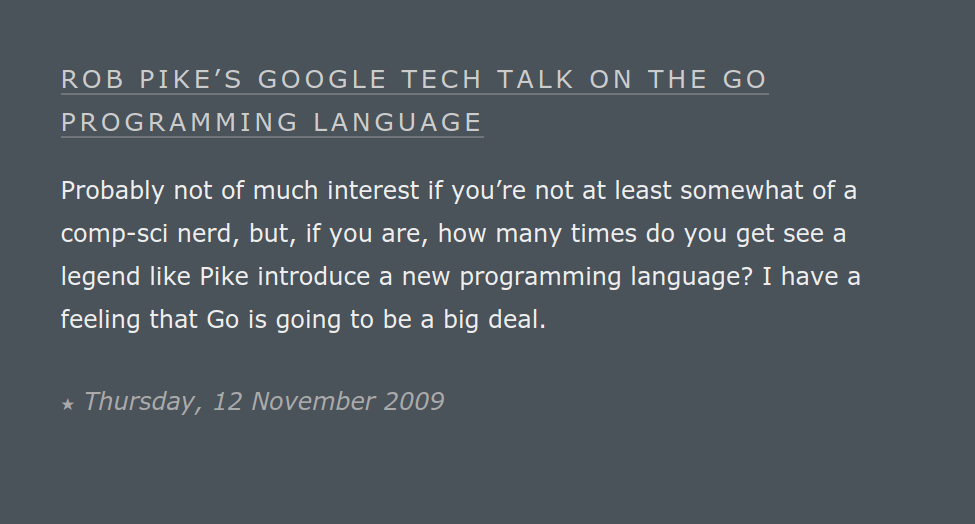 ROB PIKE’S GOOGLE TECH TALK ON THE GO
PROGRAMMING LANGUAGE
Probably not of much interest if you’re not at least somewhat of a
comp-sci nerd, but, if you are, how many times do you get see a
legend like Pike introduce a new programming language? I have a
feeling that Go is going to be a big deal.
★ Thursday, 12 November 2009